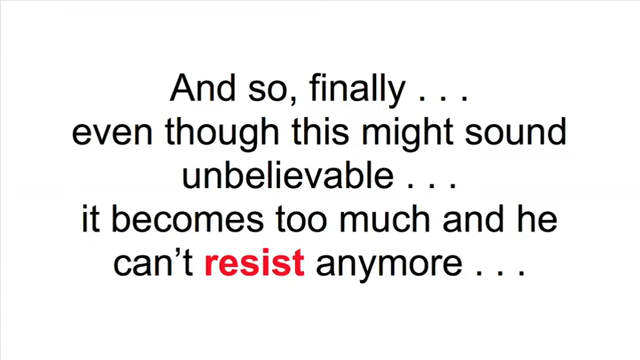 And so, finally . . .
even though this might sound
unbelievable . . .
it becomes too much and he
can’t resist anymore . . .